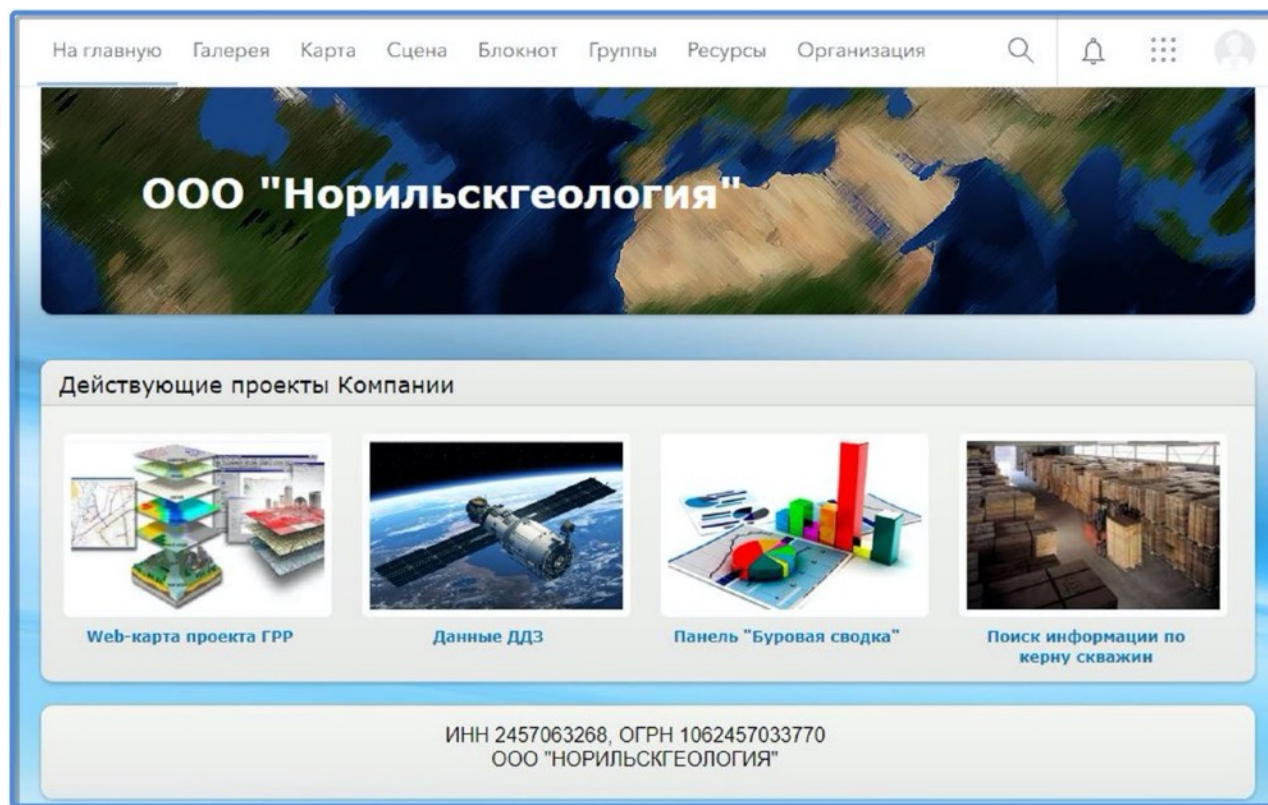 На главную Галерея Карта Сцена Блокнот Группы Ресурсы Организация
ООО "Норильскгеология"
Действующие проекты Компании
Web-карта проекта ГРР
Данные ДДЗ
Панель "Буровая сводка"
Поиск информации по
керну скважин
ИНН 2457063268, ОГРН 1062457033770
ООО "НОРИЛЬСКГЕОЛОГИЯ"